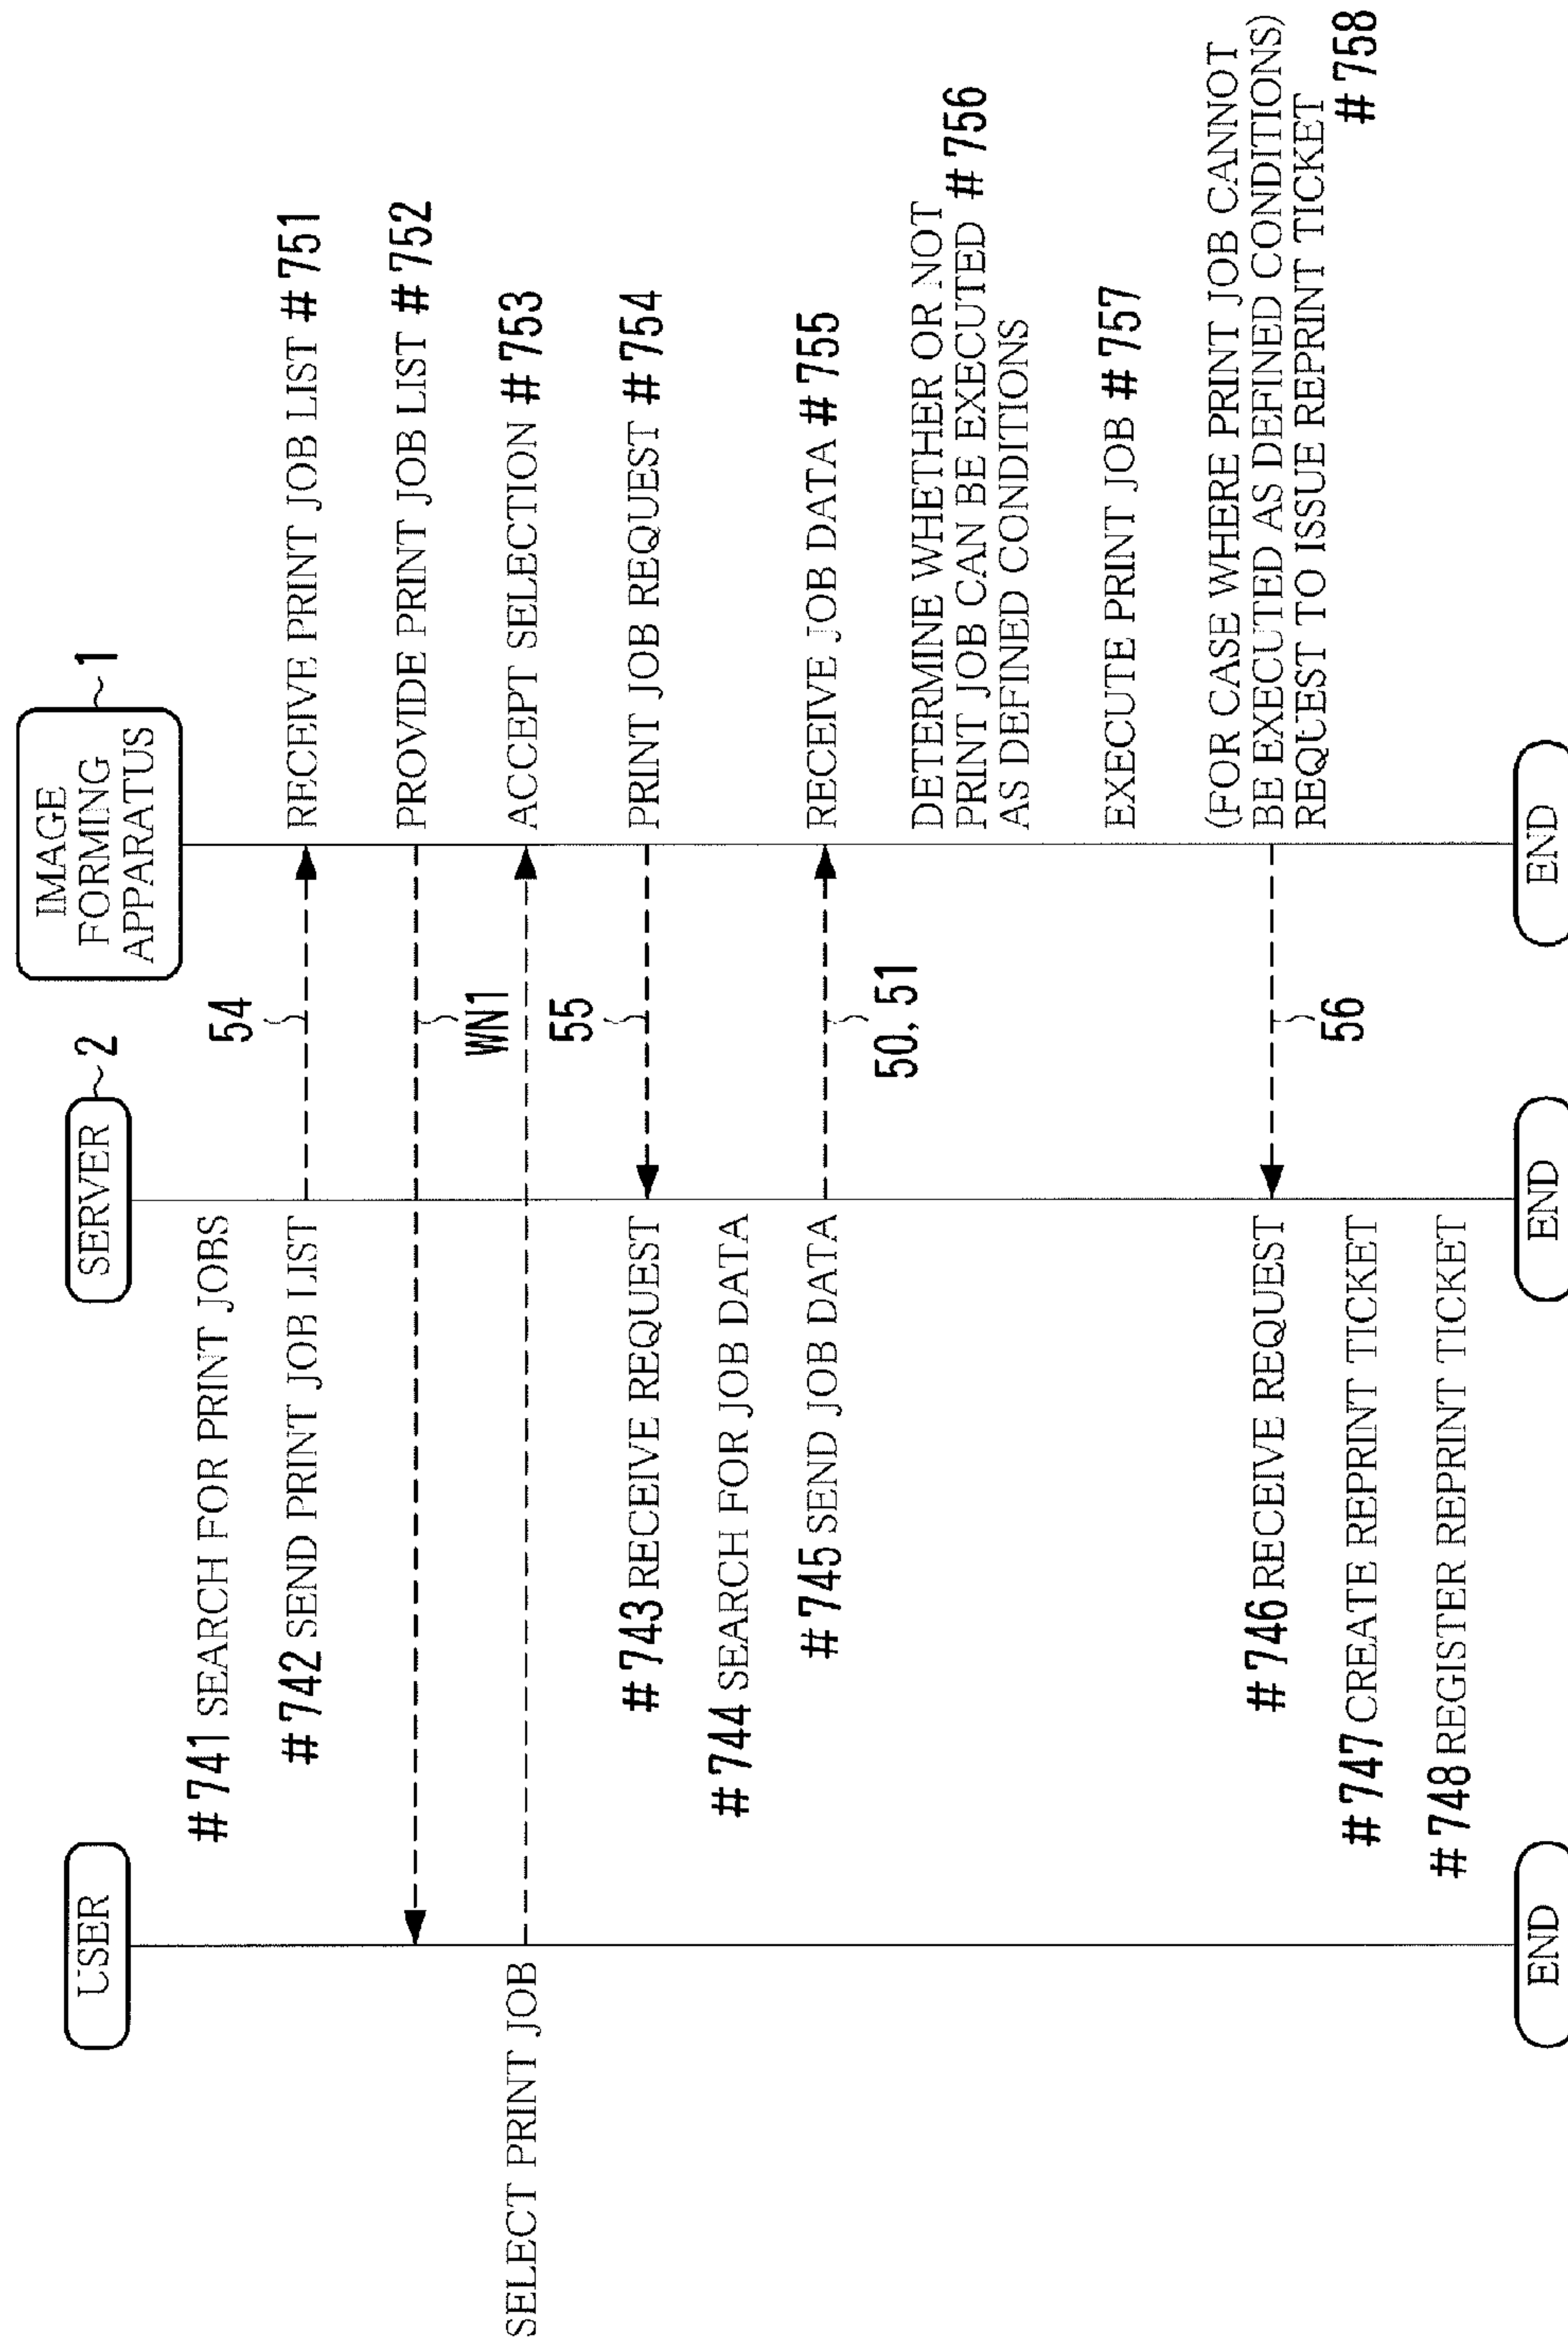 USER
SERVER
~2
IMAGE
FORMING
APPARATUS
~1
#741 SEARCH FOR PRINT JOBS
#742 SEND PRINT JOB LIST
54
RECEIVE PRINT JOB LIST #751
PROVIDE PRINT JOB LIST #752
WN1
SELECT PRINT JOB
ACCEPT SELECTION #753
55
PRINT JOB REQUEST #754
#743 RECEIVE REQUEST
#744 SEARCH FOR JOB DATA
#745 SEND JOB DATA
50, 51
RECEIVE JOB DATA #755
DETERMINE WHETHER OR NOT
PRINT JOB CAN BE EXECUTED #756
AS DEFINED CONDITIONS
EXECUTE PRINT JOB #757
(FOR CASE WHERE PRINT JOB CANNOT
BE EXECUTED AS DEFINED CONDITIONS)
REQUEST TO ISSUE REPRINT TICKET
#758
56
#746 RECEIVE REQUEST
#747 CREATE REPRINT TICKET
#748 REGISTER REPRINT TICKET
END
END
END